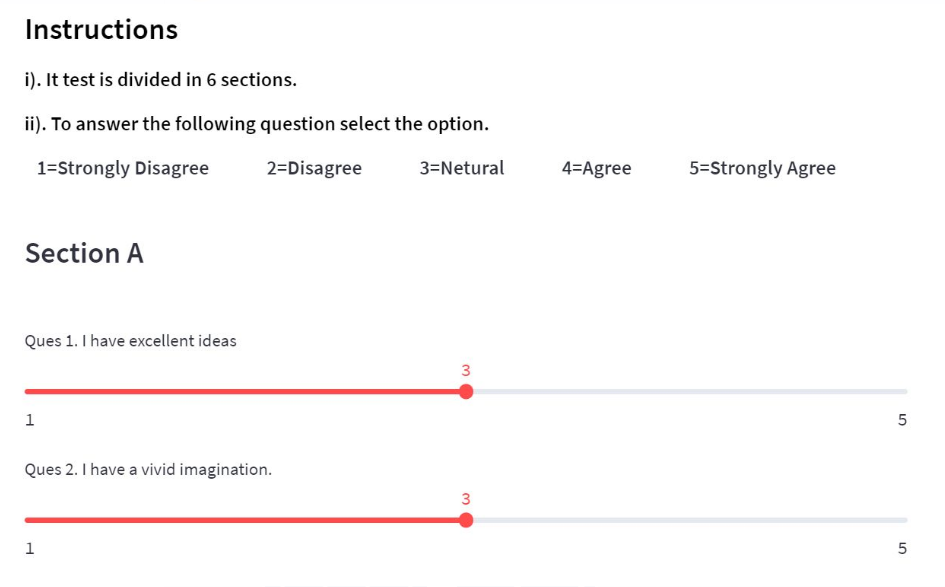 Instructions
i). It test is divided in 6 sections.
ii). To answer the following question select the option.
1=Strongly Disagree 2=Disagree 3=Netural 4=Agree 5=Strongly Agree
Section A
Ques 1. I have excellent ideas
3
1 5
Ques 2. I have a vivid imagination.
3
1 5